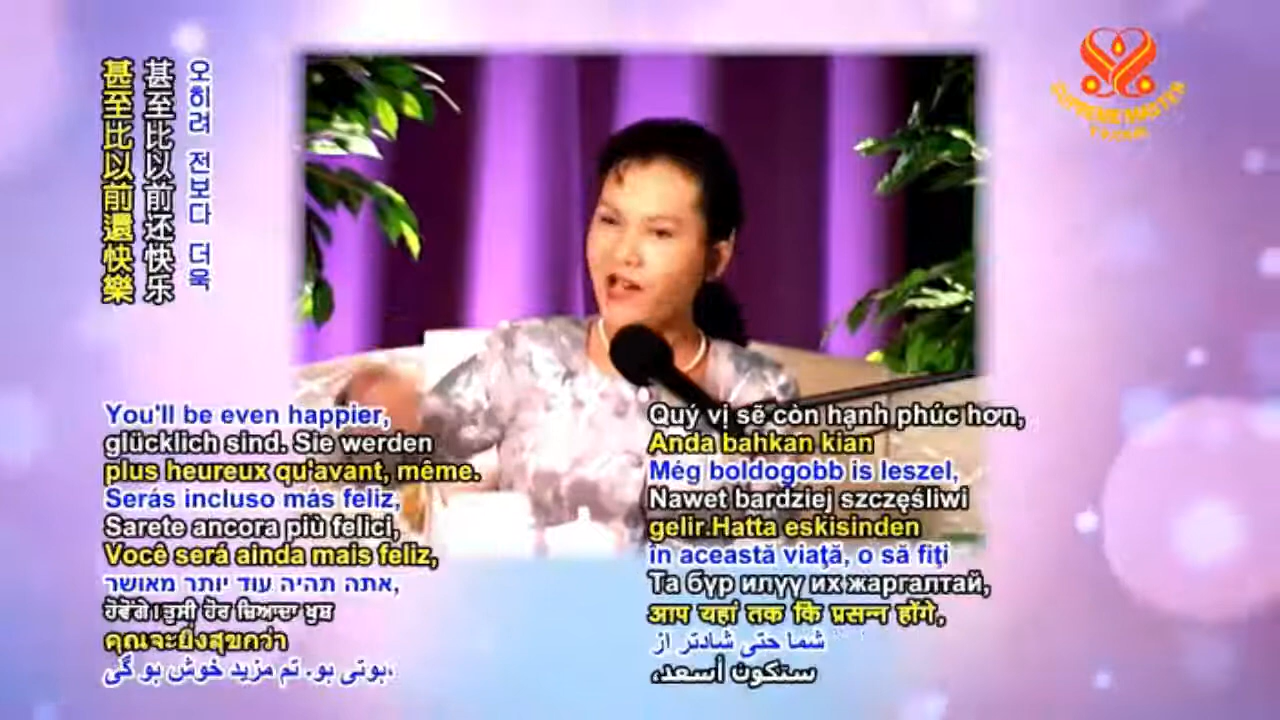 甚至比以前還快樂
甚至比以前还快乐
오히려 전보다 더욱
SUPREME MASTER
You'll be even happier,
glücklich sind. Sie werden
plus heureux qu'avant, même.
Serás incluso más feliz,
Sarete ancora più felici,
Você será ainda mais feliz,
אתה תהיה עוד יותר מאושר,
ਹੋਵੋਂਗੇ। ਤੁਸੀ ਹੋਰ ਜ਼ਿਆਦਾ ਖੁਸ਼
คุณจะยิ่งสุขกว่า
ہوتی ہو۔ تم مزید خوش ہو گی،
Quý vị sẽ còn hạnh phúc hơn,
Anda bahkan kian
Még boldogobb is leszel,
Nawet bardziej szczęśliwi
gelir.Hatta eskisinden
în această viaţă, o să fiţi
Та бүр илүү их жаргалтай,
आप यहां तक कि प्रसन्न होंगे,
شما حتی شادتر از
ستكون أسعد،